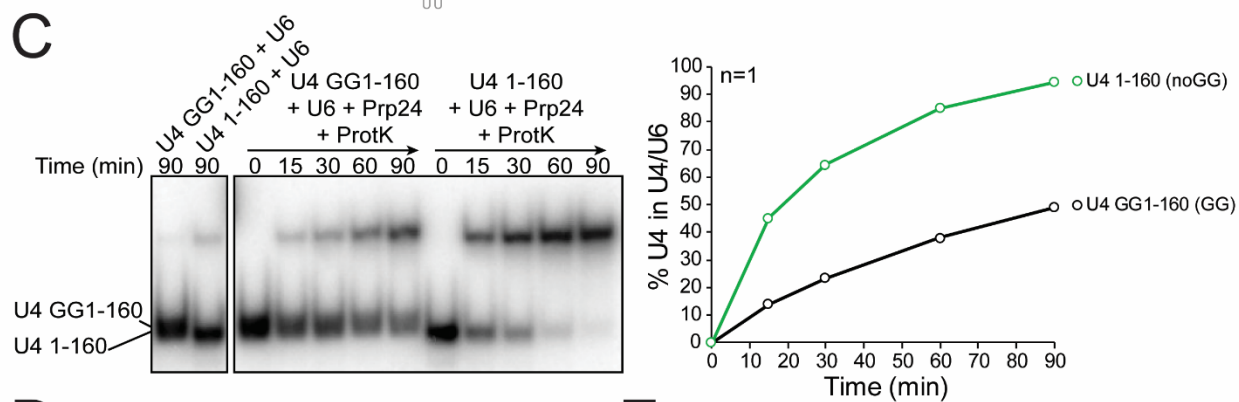 C
U4 GG1-160 + U6
U4 1-160 + U6
U4 GG1-160
+ U6 + Prp24
+ ProtK
U4 1-160
+ U6 + Prp24
+ ProtK
Time (min) 90 90 0 15 30 60 90 0 15 30 60 90
U4 GG1-160
U4 1-160
% U4 in U4/U6
100
90
80
70
60
50
40
30
20
10
0
n=1
U4 1-160 (noGG)
U4 GG1-160 (GG)
0 10 20 30 40 50 60 70 80 90
Time (min)